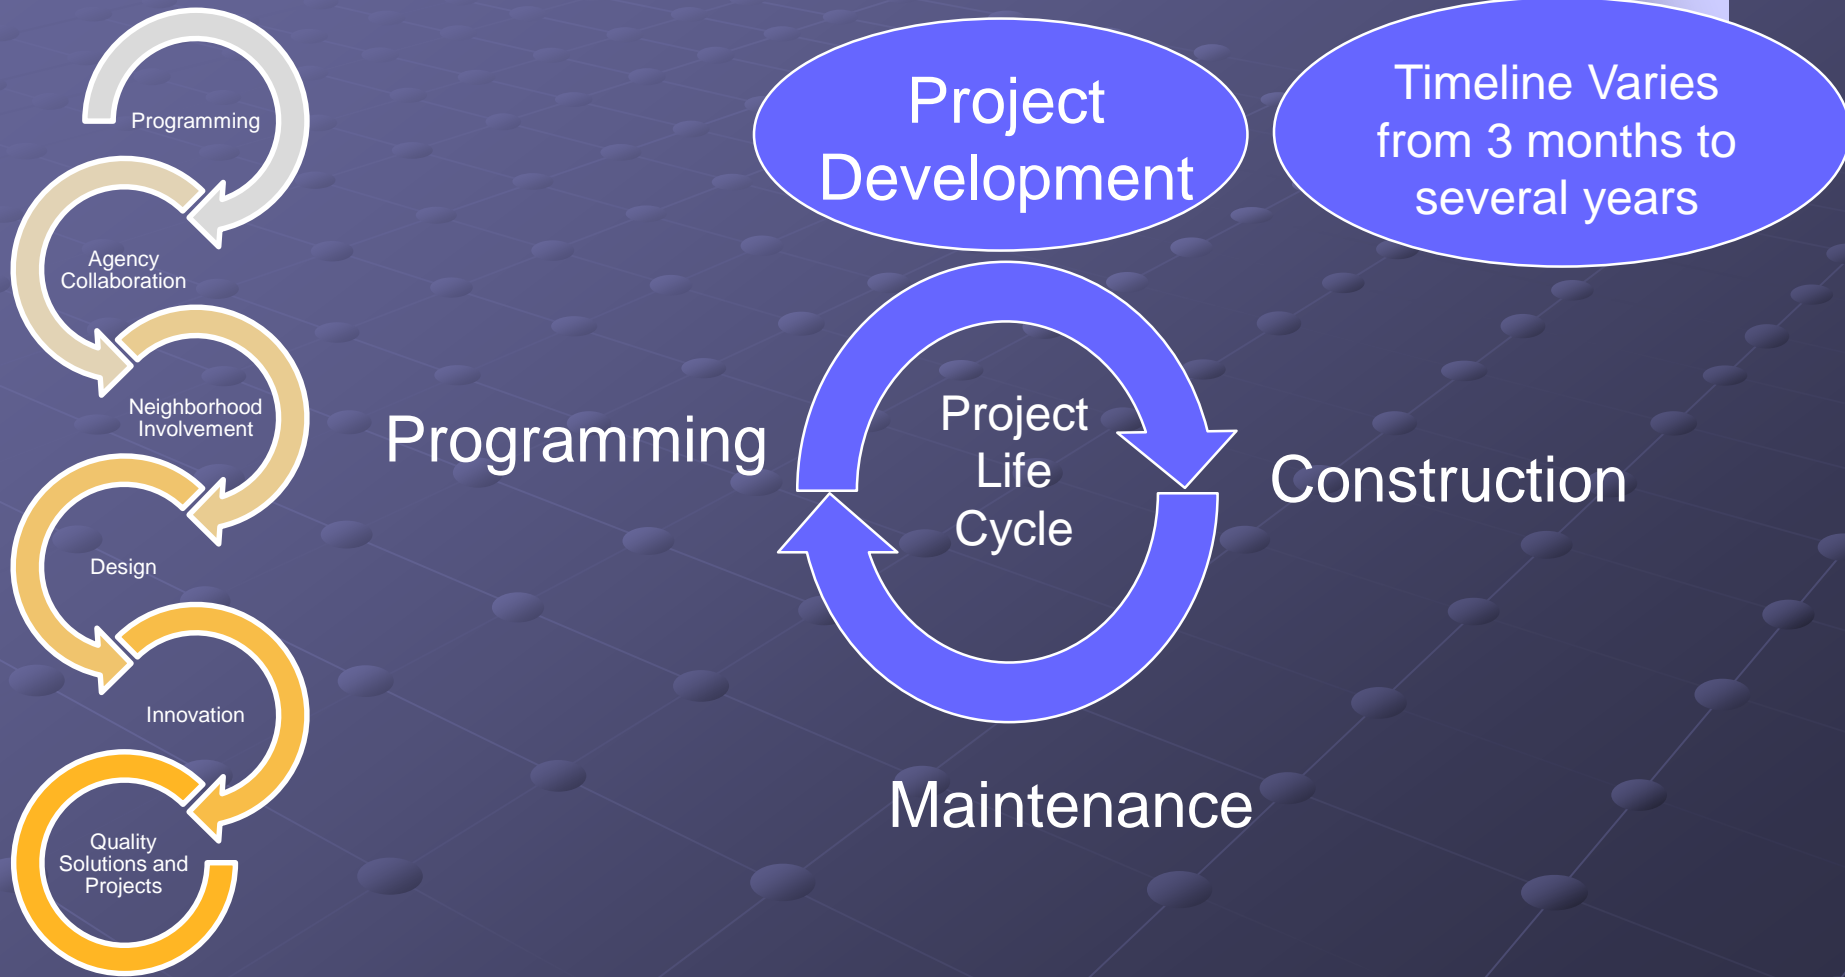 Programming
Agency
Collaboration
Neighborhood
Involvement
Design
Innovation
Quality
Solutions and
Projects
Project
Development
Timeline Varies
from 3 months to
several years
Programming
Project
Life
Cycle
Construction
Maintenance